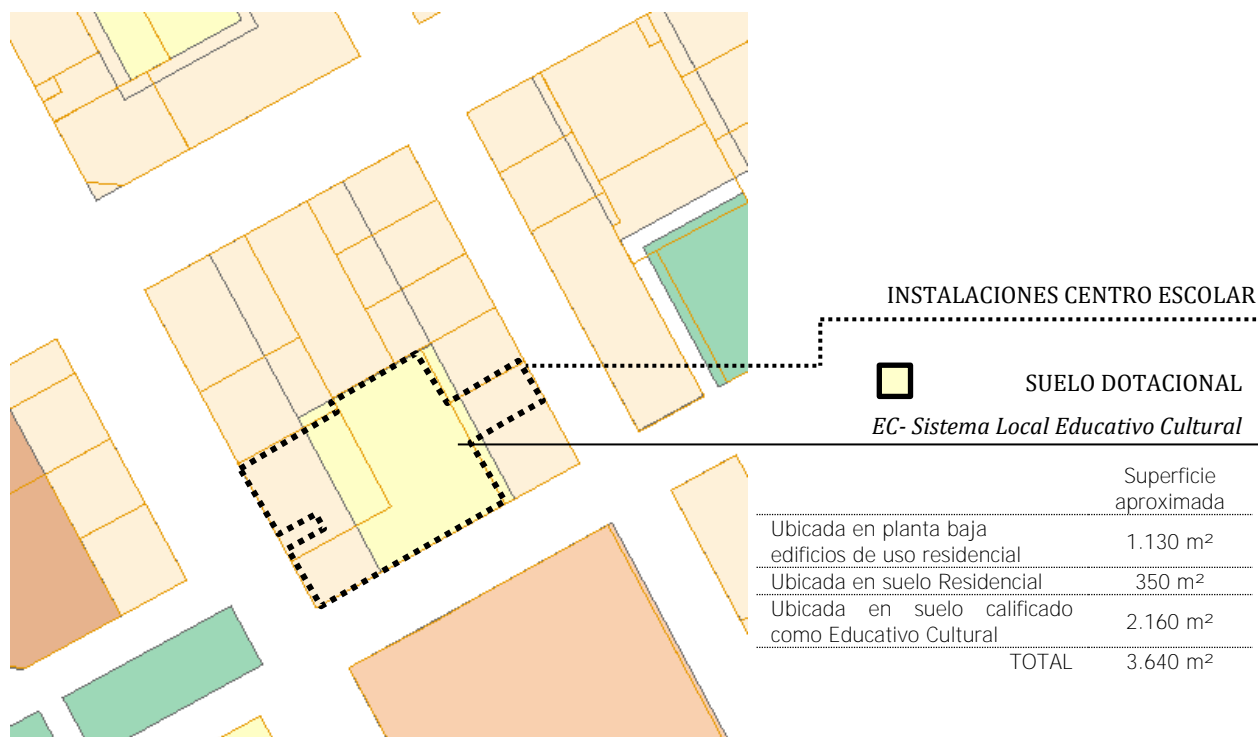 INSTALACIONES CENTRO ESCOLAR
SUELO DOTACIONAL
EC- Sistema Local Educativo Cultural
Superficie
aproximada
Ubicada en planta baja
edificios de uso residencial
1.130 m²
Ubicada en suelo Residencial 350 m²
Ubicada en suelo calificado
como Educativo Cultural
2.160 m²
TOTAL 3.640 m²